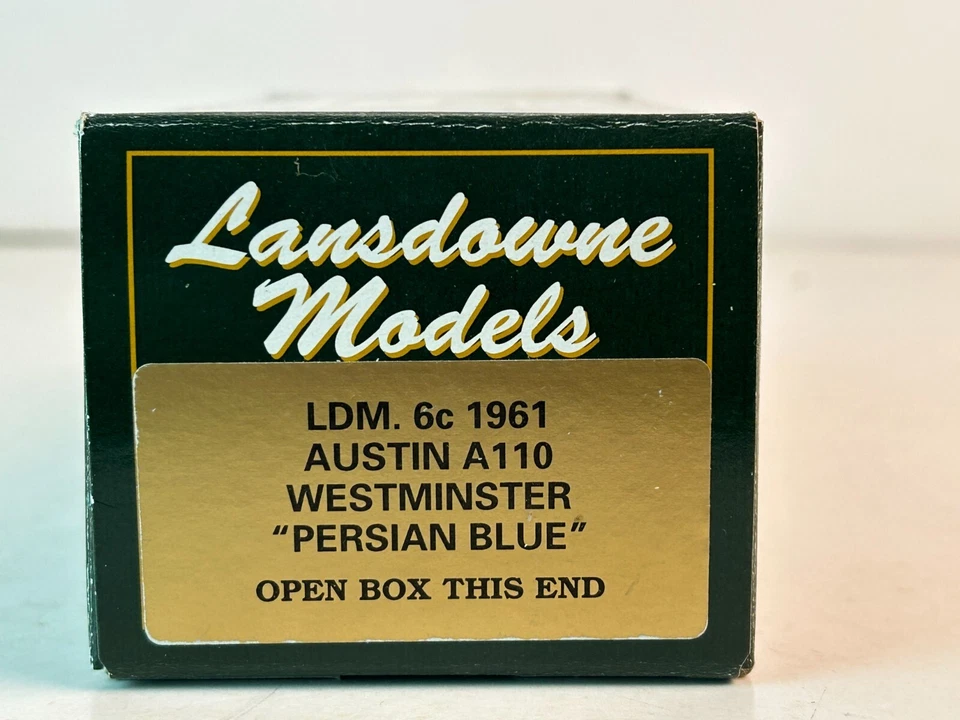 Lansdowne
Models
LDM. 6c 1961
AUSTIN A110
WESTMINSTER
“PERSIAN BLUE”
OPEN BOX THIS END